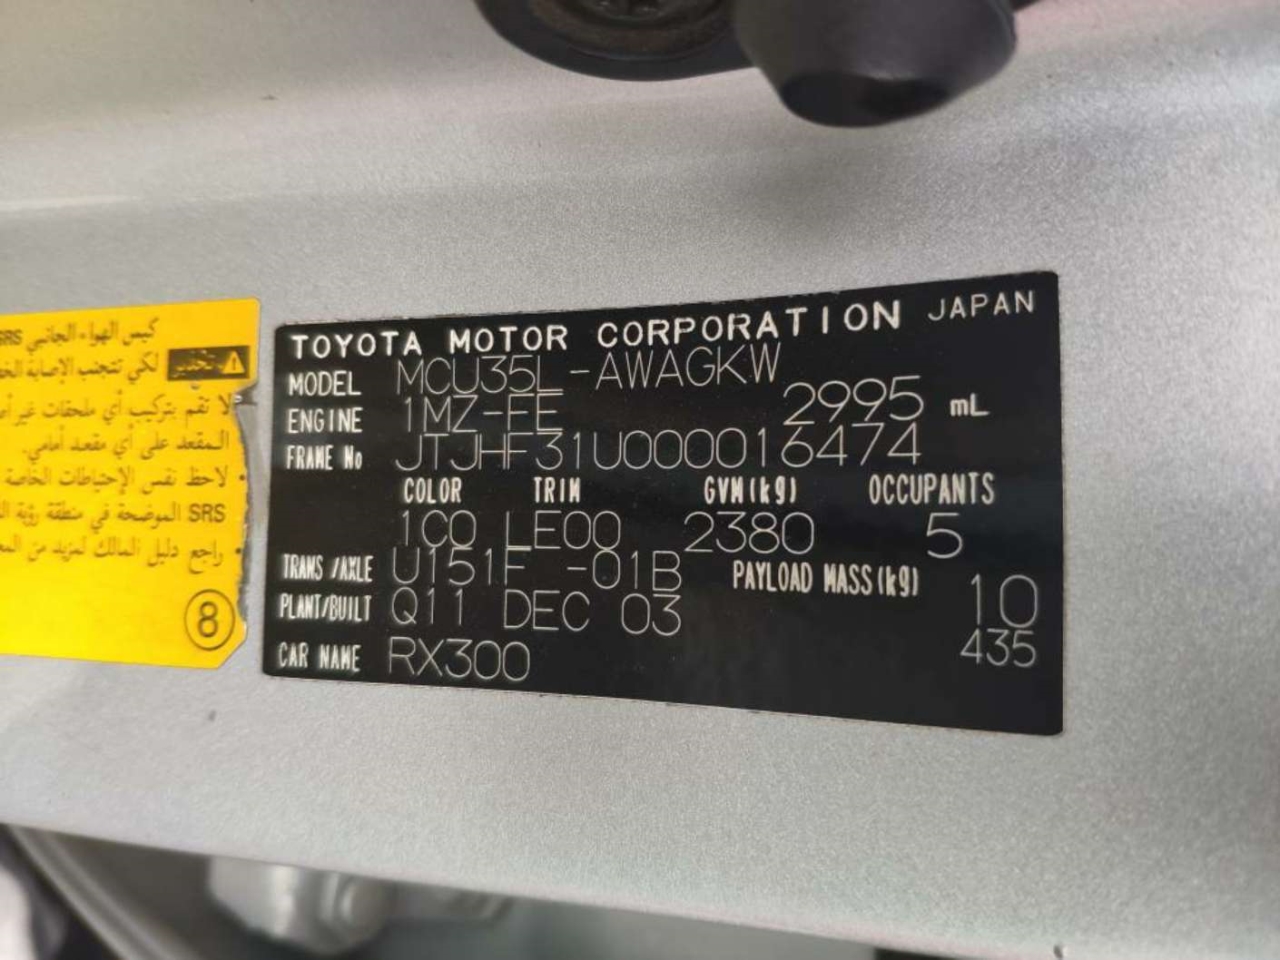 TOYOTA MOTOR CORPORATION JAPAN
MODEL MCU35L-AWAGKW
ENGINE 1MZ-FE 2995 mL
FRAME No JTJHF31U000016474
COLOR TRIM GVM(kg) OCCUPANTS
1C0 LE00 2380 5
TRANS/AXLE U151F -01B PAYLOAD MASS(kg) 10
PLANT/BUILT Q11 DEC 03 435
CAR NAME RX300
كيس الهواء-الجانبي SRS
تحذير لكي تتجنب الإصابة
لا تقم بتركيب أي ملحقات غير
المقعد على أي مقعد أمامي.
• لاحظ نفس الإحتياطات الخاصة
SRS الموضحة في منطقة رؤية
• راجع دليل المالك لمزيد من
8